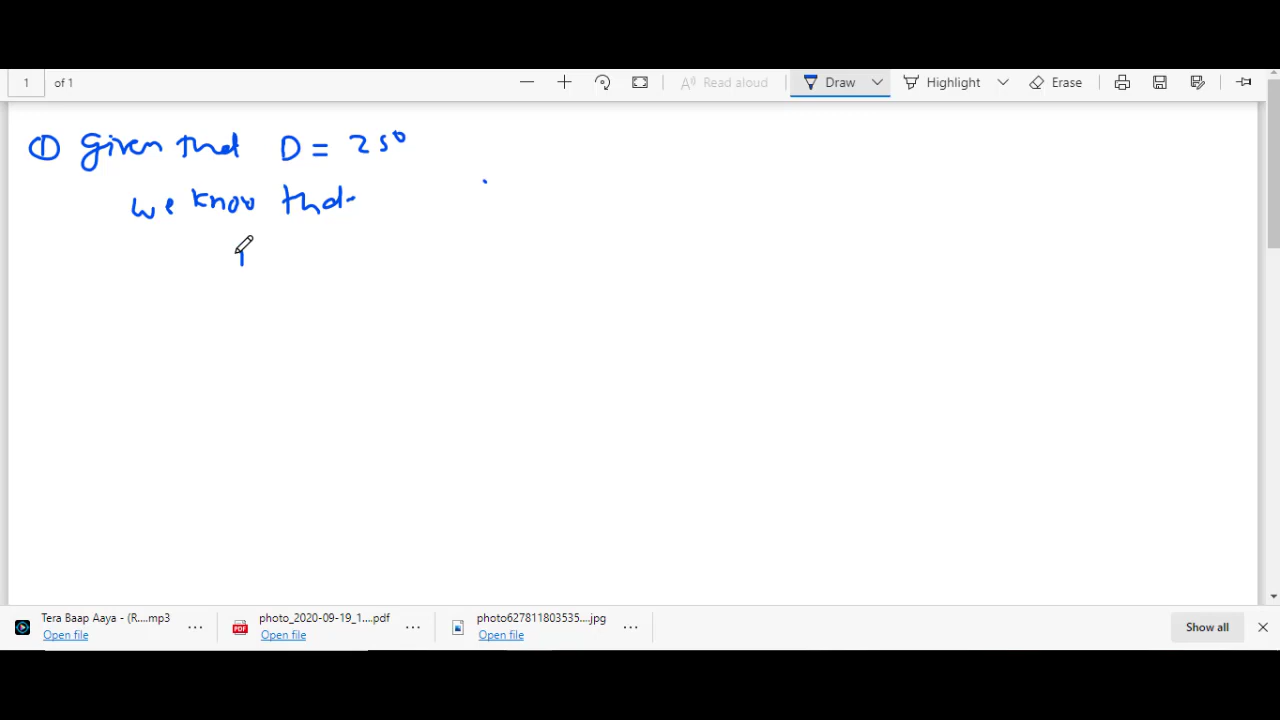 1 of 1 Read aloud Draw Highlight Erase
① Given that D = 25°
we know that
Tera Baap Aaya - (R....mp3 photo_2020-09-19_1....pdf photo627811803535....jpg Show all
Open file Open file Open file